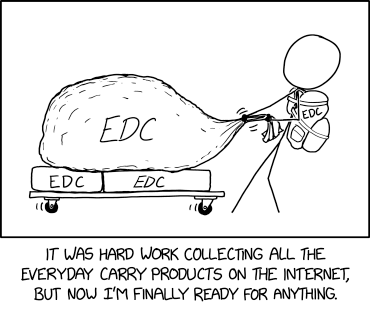 EDC
EDC
EDC EDC
IT WAS HARD WORK COLLECTING ALL THE
EVERYDAY CARRY PRODUCTS ON THE INTERNET,
BUT NOW I'M FINALLY READY FOR ANYTHING.